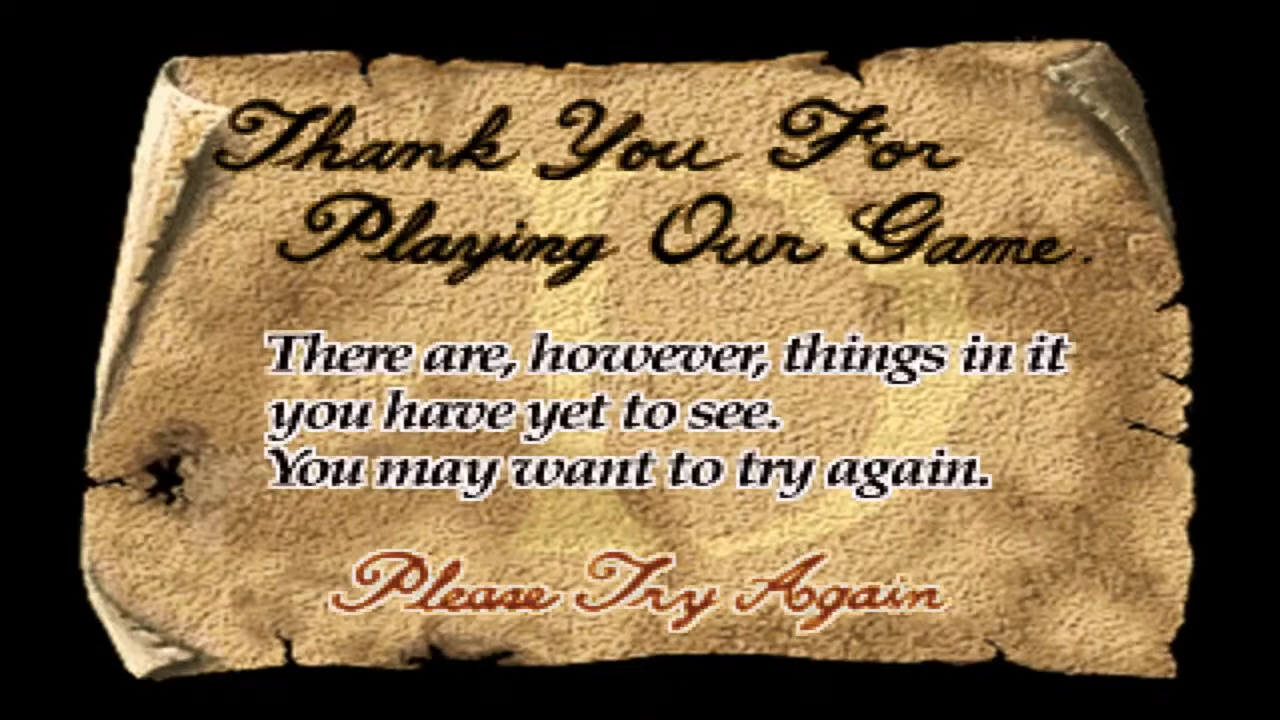 Thank You For
Playing Our Game.
There are, however, things in it
you have yet to see.
You may want to try again.
Please Try Again